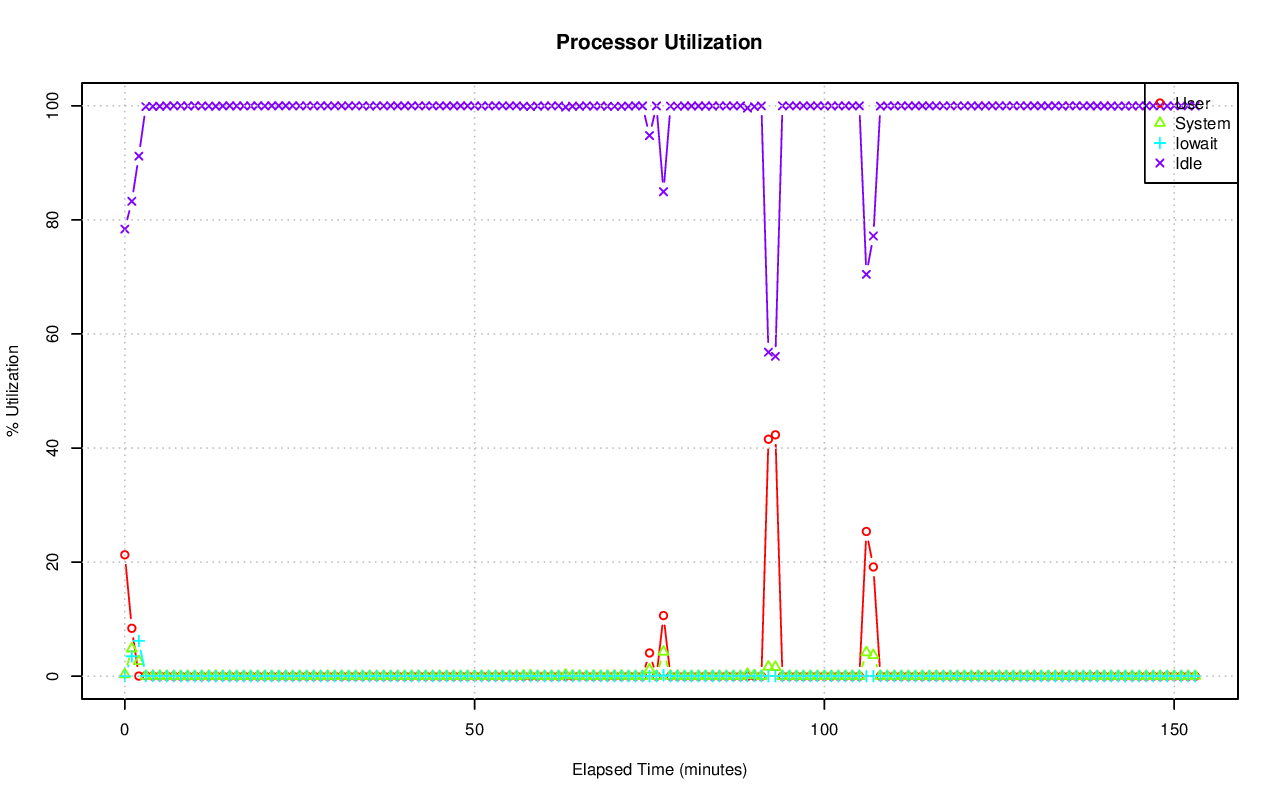 Processor Utilization
% Utilization
100
80
60
40
20
0
User
System
Iowait
Idle
0 50 100 150
Elapsed Time (minutes)